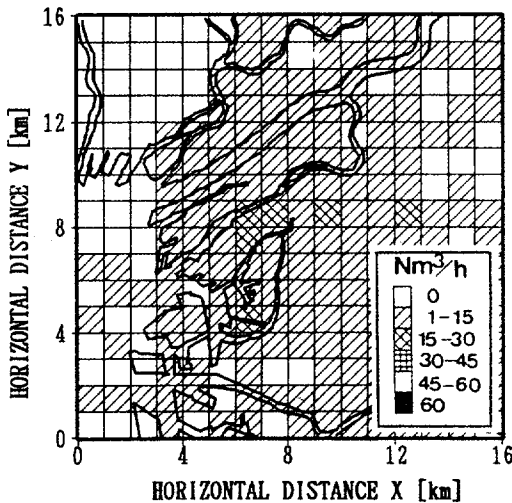 16
12
8
4
0
HORIZONTAL DISTANCE Y [km]
Nm³/h
0
1-15
15-30
30-45
45-60
60
0 4 8 12 16
HORIZONTAL DISTANCE X [km]